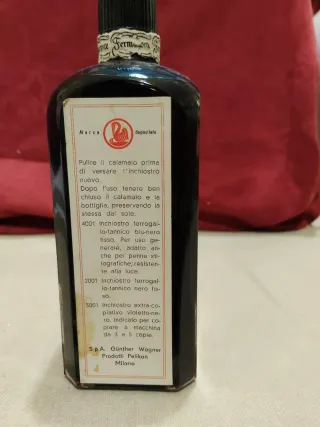 Marca depositata
Pulire il calamaio prima
di versare l'inchiostro
nuovo.
Dopo l'uso tenere ben
chiuso il calamaio e la
bottiglia, preservando la
stessa dal sole.
4001 Inchiostro ferrogal-
lo-tannico blu-nero
fisso. Per uso ge-
nerale, adatto an-
che per penne sti-
lografiche; resisten-
te alla luce.
2001 Inchiostro ferrogal-
lo-tannico nero fis-
so.
5001 Inchiostro extra-co-
piativo violetto-ne-
ro, indicato per co-
piare a macchina
da 3 a 5 copie.
S.p.A. Günther Wagner
Prodotti Pelikan
Milano